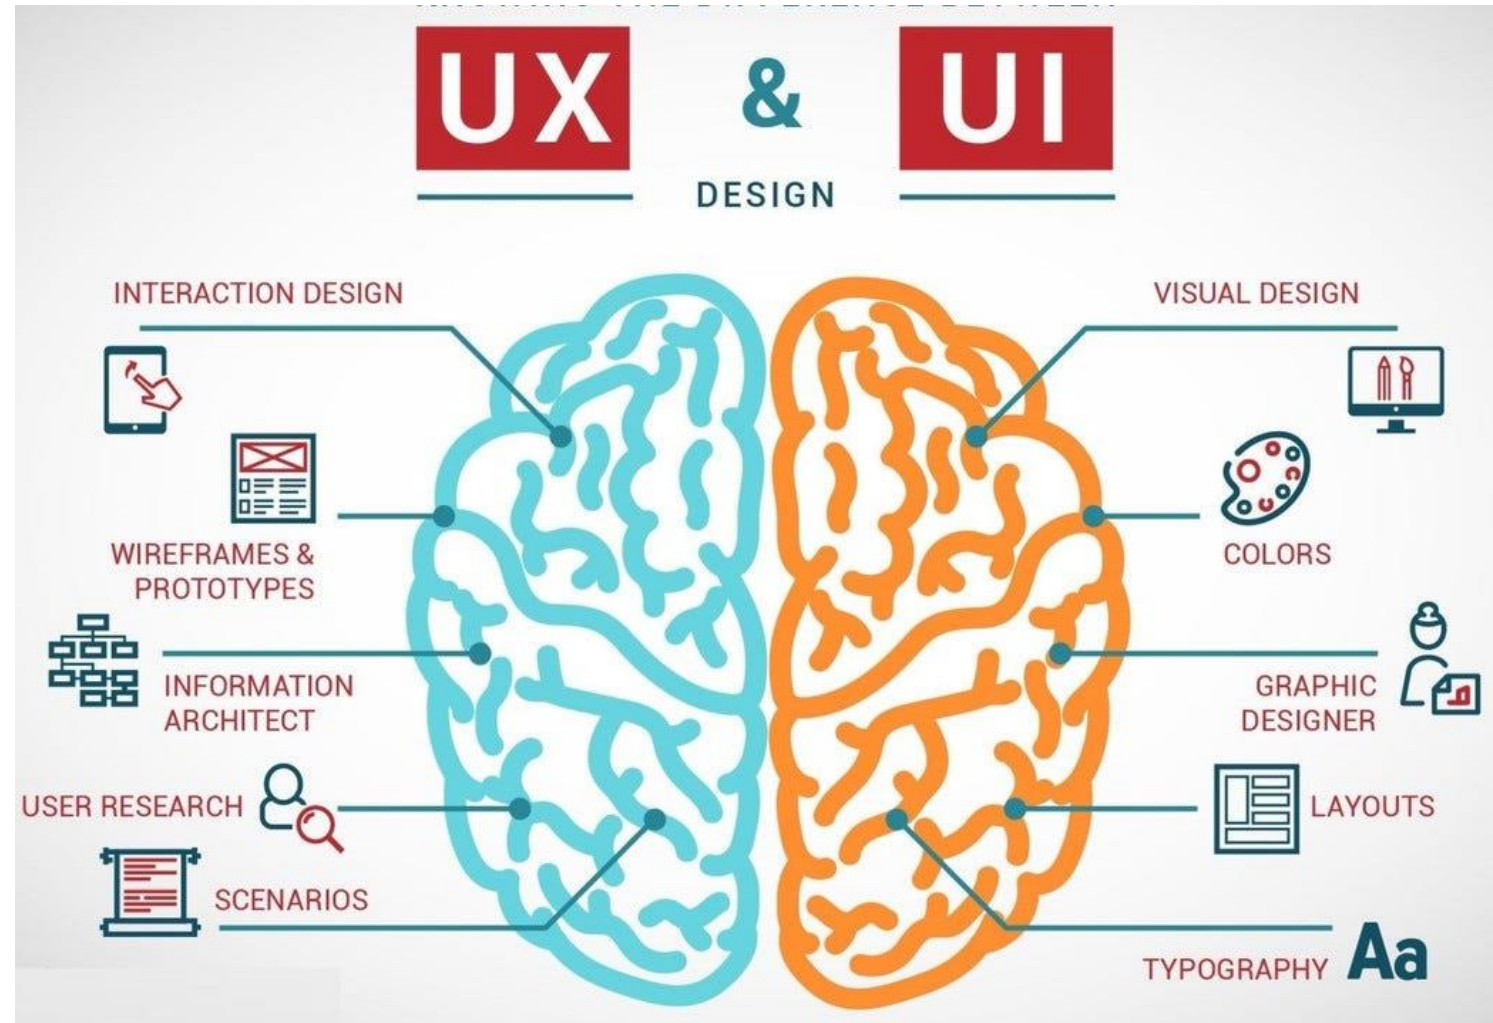 UX & UI
DESIGN
INTERACTION DESIGN
WIREFRAMES &
PROTOTYPES
INFORMATION
ARCHITECT
USER RESEARCH
SCENARIOS
VISUAL DESIGN
COLORS
GRAPHIC
DESIGNER
LAYOUTS
TYPOGRAPHY Aa